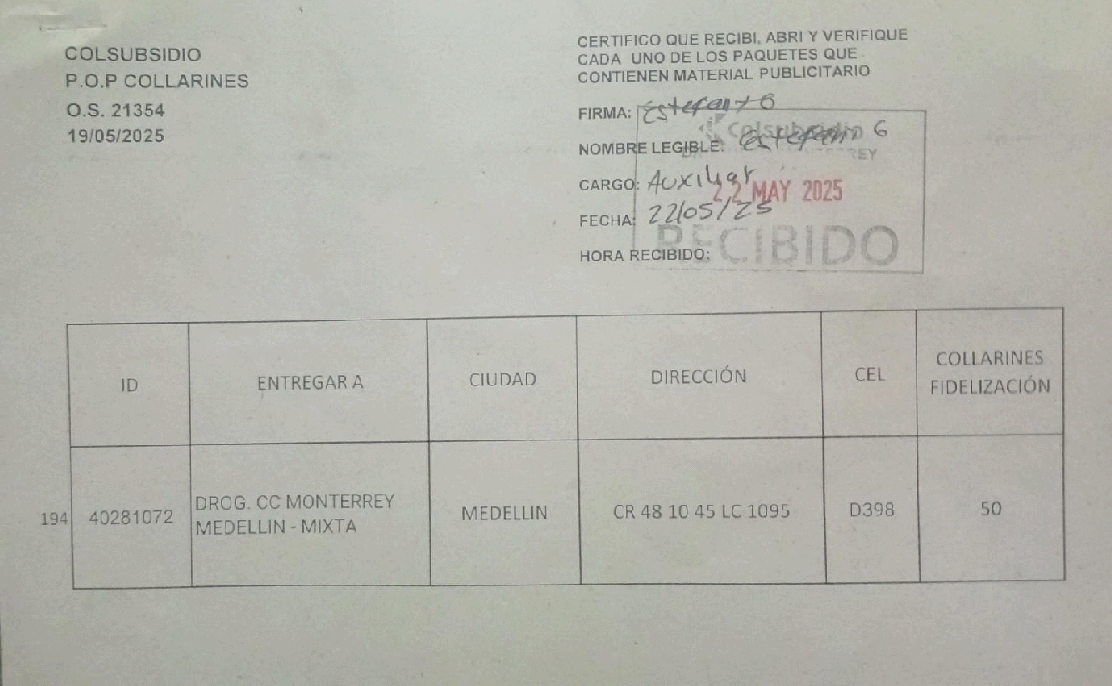 COLSUBSIDIO
P.O.P COLLARINES
O.S. 21354
19/05/2025
CERTIFICO QUE RECIBI, ABRI Y VERIFIQUE
CADA UNO DE LOS PAQUETES QUE
CONTIENEN MATERIAL PUBLICITARIO
FIRMA:
NOMBRE LEGIBLE: G
Colsubsidio
CARGO: Auxiliar
22 MAY 2025
FECHA: 22/05/25
HORA RECIBIDO:
RECIBIDO
ID ENTREGAR A CIUDAD DIRECCIÓN CEL COLLARINES
FIDELIZACIÓN
194 40281072 DROG. CC MONTERREY
MEDELLIN - MIXTA MEDELLIN CR 48 10 45 LC 1095 D398 50